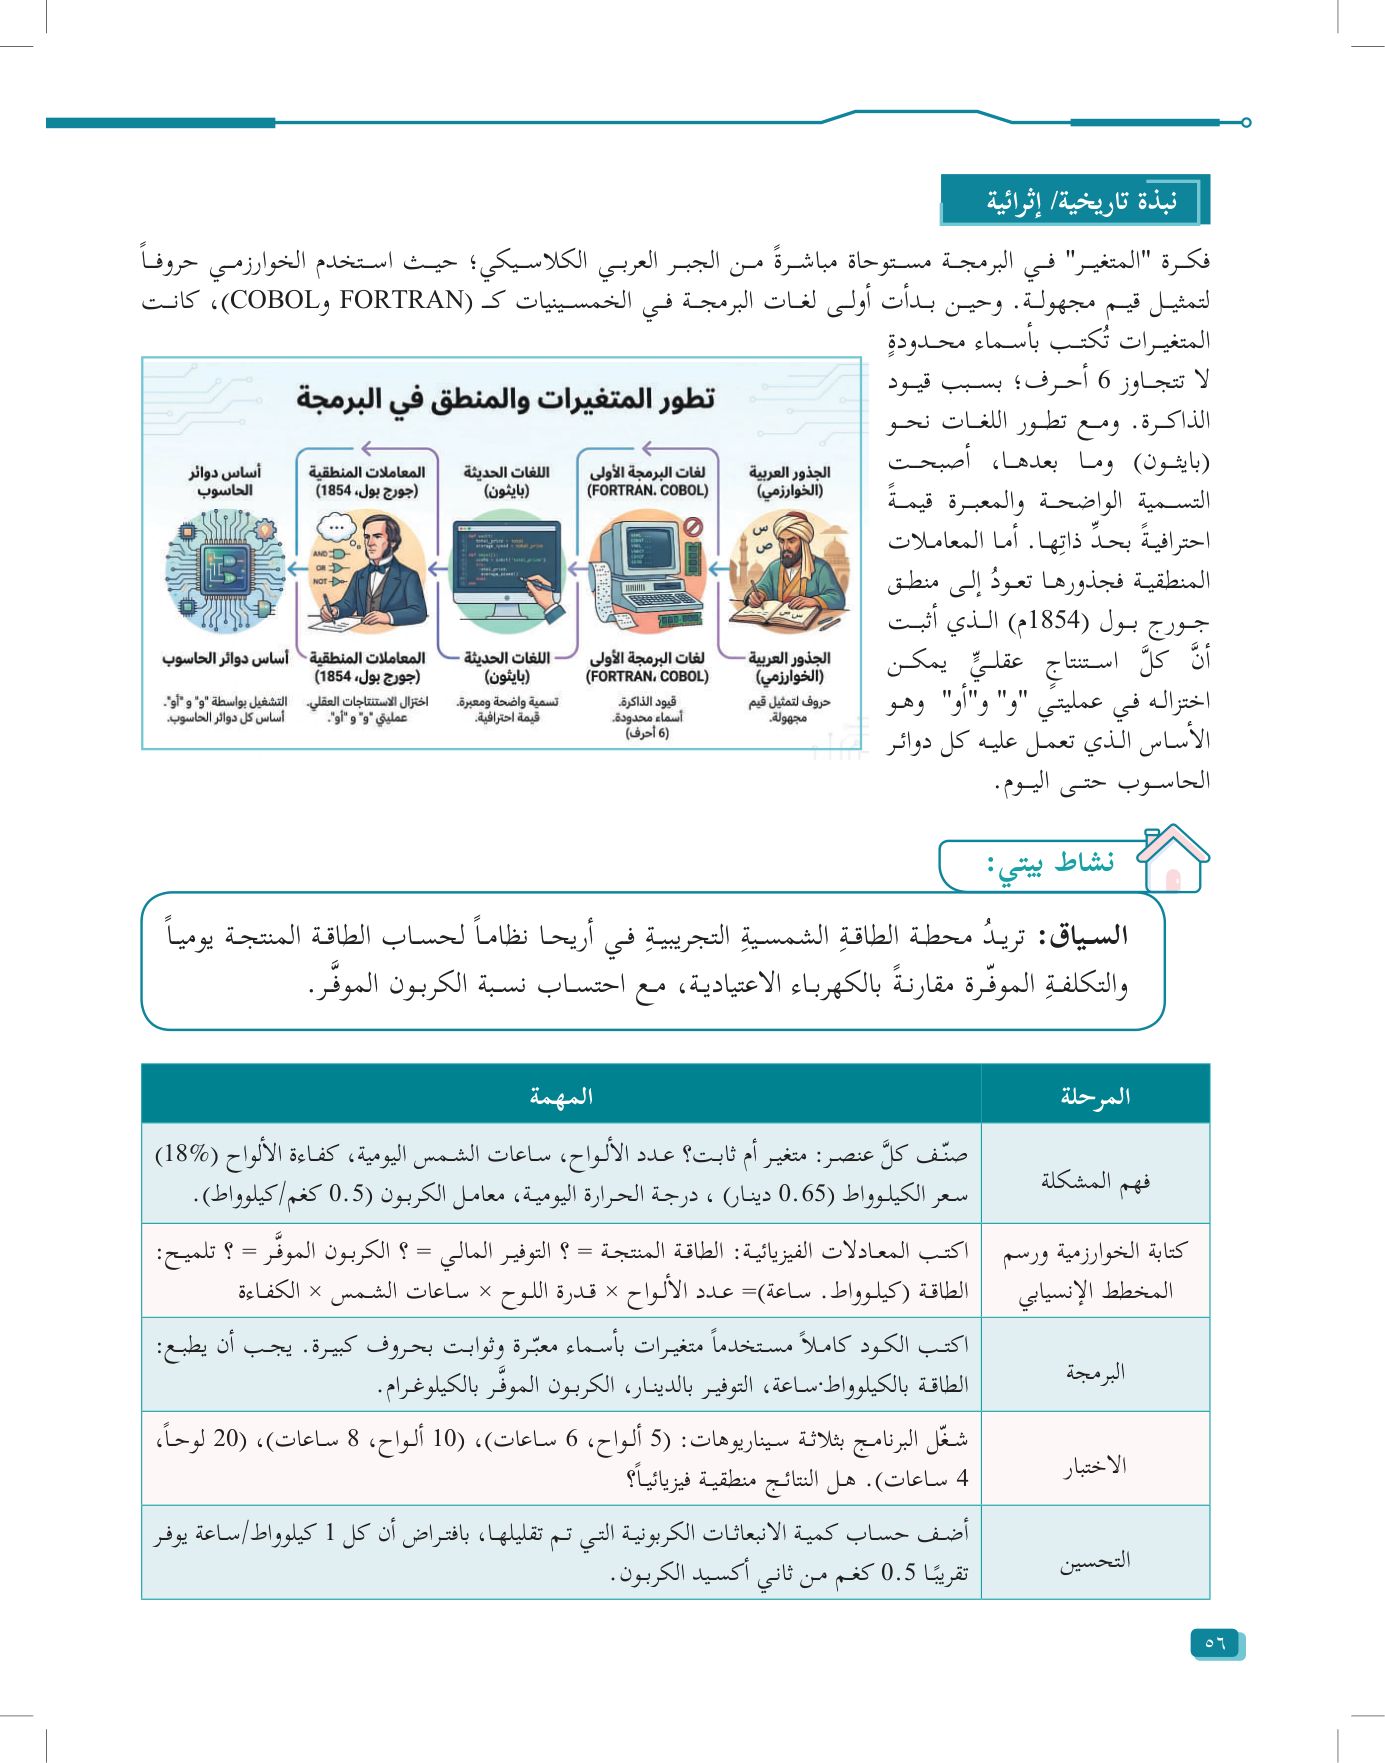 نبذة تاريخية/ إثرائية
فكرة "المتغير" في البرمجة مستوحاة مباشرةً من الجبر العربي الكلاسيكي؛ حيث استخدم الخوارزمي حروفاً
لتمثيل قيم مجهولة. وحين بدأت أولى لغات البرمجة في الخمسينيات كـ (FORTRAN وCOBOL)، كانت
المتغيرات تُكتب بأسماء محدودةٍ
لا تتجاوز 6 أحرف؛ بسبب قيود
الذاكرة. ومع تطور اللغات نحو
(بايثون) وما بعدها، أصبحت
التسمية الواضحة والمعبرة قيمةً
احترافيةً بحدِّ ذاتِها. أما المعاملات
المنطقية فجذورها تعودُ إلى منطق
جورج بول (1854م) الذي أثبت
أنَّ كلَّ استنتاجٍ عقليٍّ يمكن
اختزاله في عمليتي "و" و"أو" وهو
الأساس الذي تعمل عليه كل دوائر
الحاسوب حتى اليوم.
تطور المتغيرات والمنطق في البرمجة
الجذور العربية
(الخوارزمي)
لغات البرمجة الأولى
(FORTRAN، COBOL)
اللغات الحديثة
(بايثون)
المعاملات المنطقية
(جورج بول، 1854)
أساس دوائر
الحاسوب
س
ص
AND
OR
NOT
الجذور العربية
(الخوارزمي)
حروف لتمثيل قيم
مجهولة.
لغات البرمجة الأولى
(FORTRAN، COBOL)
قيود الذاكرة.
أسماء محدودة.
(6 أحرف)
اللغات الحديثة
(بايثون)
تسمية واضحة ومعبرة.
قيمة احترافية.
المعاملات المنطقية
(جورج بول، 1854)
اختزال الاستنتاجات العقلي.
عمليتي "و" و "أو".
أساس دوائر الحاسوب
التشغيل بواسطة "و" و "أو".
أساس كل دوائر الحاسوب.
نشاط بيتي:
السياق: تريدُ محطة الطاقةِ الشمسيةِ التجريبيةِ في أريحا نظاماً لحساب الطاقة المنتجة يومياً
والتكلفةِ الموفّرة مقارنةً بالكهرباء الاعتيادية، مع احتساب نسبة الكربون الموفَّر.
المرحلة
المهمة
فهم المشكلة
صنّف كلَّ عنصر: متغير أم ثابت؟ عدد الألواح، ساعات الشمس اليومية، كفاءة الألواح (18%)
سعر الكيلوواط (0.65 دينار) ، درجة الحرارة اليومية، معامل الكربون (0.5 كغم/كيلوواط).
كتابة الخوارزمية ورسم
المخطط الإنسيابي
اكتب المعادلات الفيزيائية: الطاقة المنتجة = ؟ التوفير المالي = ؟ الكربون الموفَّر = ؟ تلميح:
الطاقة (كيلوواط. ساعة)= عدد الألواح × قدرة اللوح × ساعات الشمس × الكفاءة
البرمجة
اكتب الكود كاملاً مستخدماً متغيرات بأسماء معبّرة وثوابت بحروف كبيرة. يجب أن يطبع:
الطاقة بالكيلوواط·ساعة، التوفير بالدينار، الكربون الموفَّر بالكيلوغرام.
الاختبار
شغّل البرنامج بثلاثة سيناريوهات: (5 ألواح، 6 ساعات)، (10 ألواح، 8 ساعات)، (20 لوحاً،
4 ساعات). هل النتائج منطقية فيزيائياً؟
التحسين
أضف حساب كمية الانبعاثات الكربونية التي تم تقليلها، بافتراض أن كل 1 كيلوواط/ساعة يوفر
تقريبًا 0.5 كغم من ثاني أكسيد الكربون.
٥٦